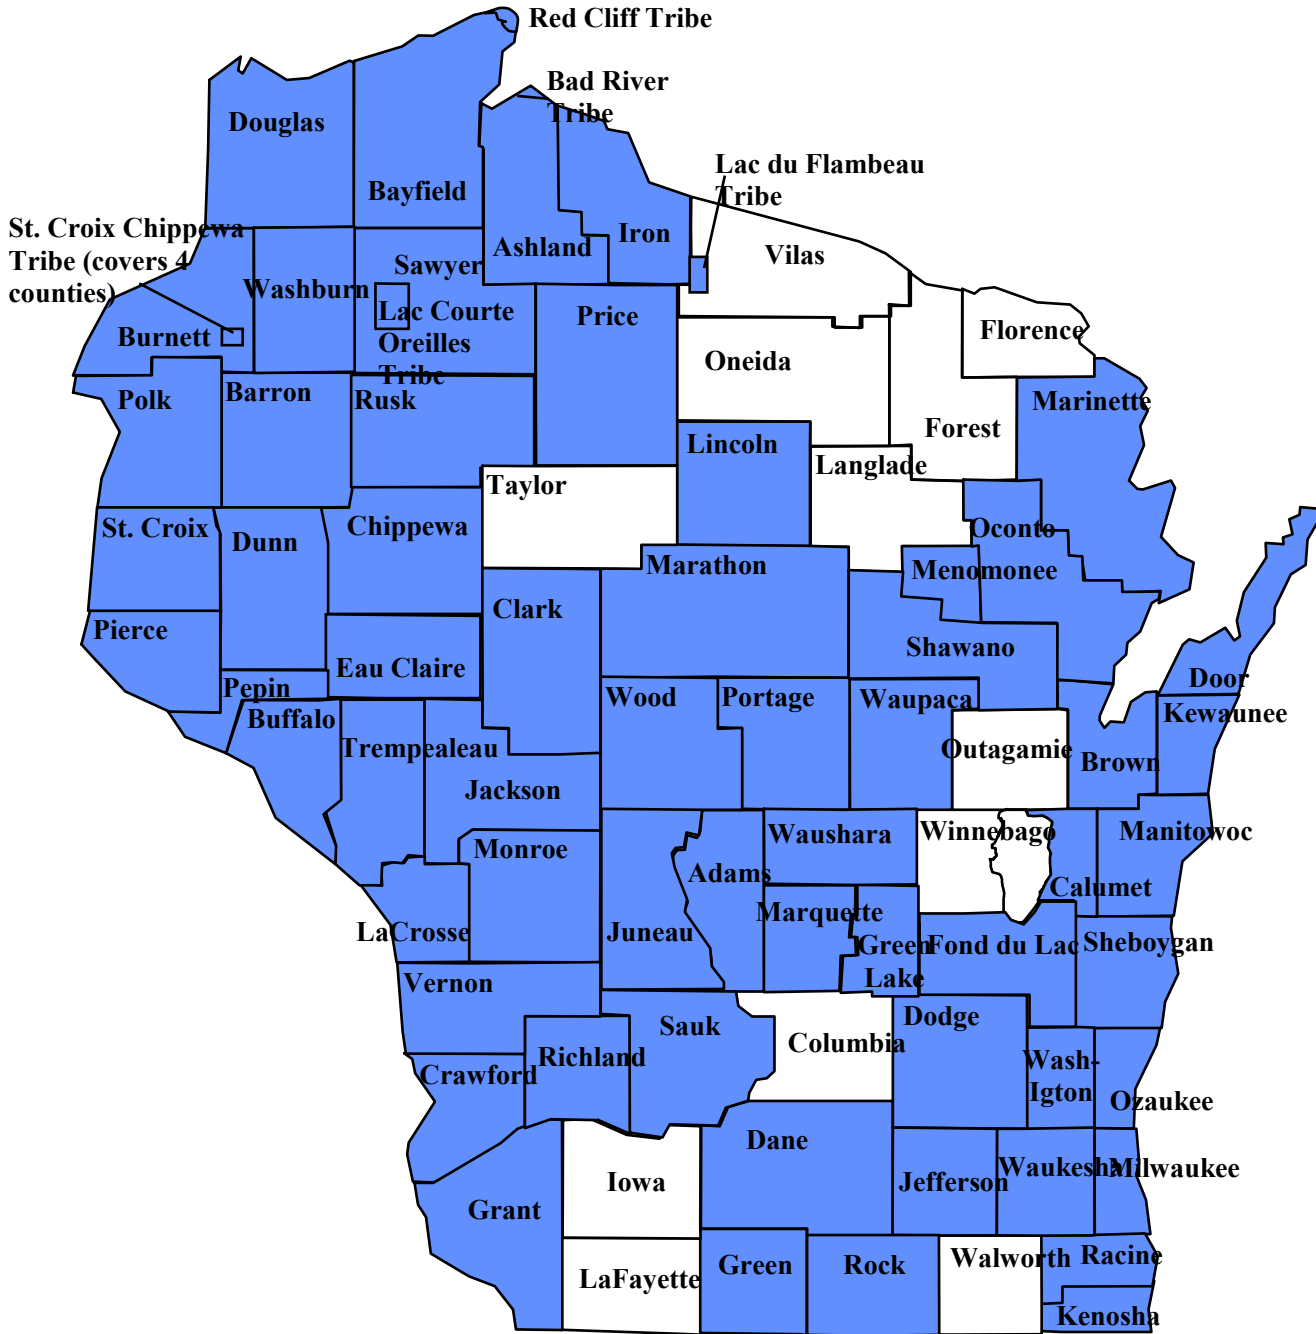 Red Cliff Tribe
Bad River
Tribe
Douglas
Lac du Flambeau
Tribe
Bayfield
St. Croix Chippewa
Tribe (covers 4
counties)
Iron
Ashland
Vilas
Sawyer
Washburn
Lac Courte
Oreilles
Tribe
Price
Burnett
Florence
Oneida
Polk
Barron
Rusk
Marinette
Forest
Lincoln
Langlade
Taylor
St. Croix
Dunn
Chippewa
Oconto
Marathon
Menomonee
Clark
Pierce
Shawano
Eau Claire
Pepin
Door
Wood
Portage
Waupaca
Kewaunee
Buffalo
Trempealeau
Outagamie
Brown
Jackson
Waushara
Winnebago
Manitowoc
Monroe
Adams
Calumet
Marquette
LaCrosse
Juneau
Green
Lake
Fond du Lac
Sheboygan
Vernon
Sauk
Dodge
Columbia
Richland
Wash-
Igton
Crawford
Ozaukee
Dane
Waukesha
Milwaukee
Iowa
Jefferson
Grant
Walworth
Racine
LaFayette
Green
Rock
Kenosha